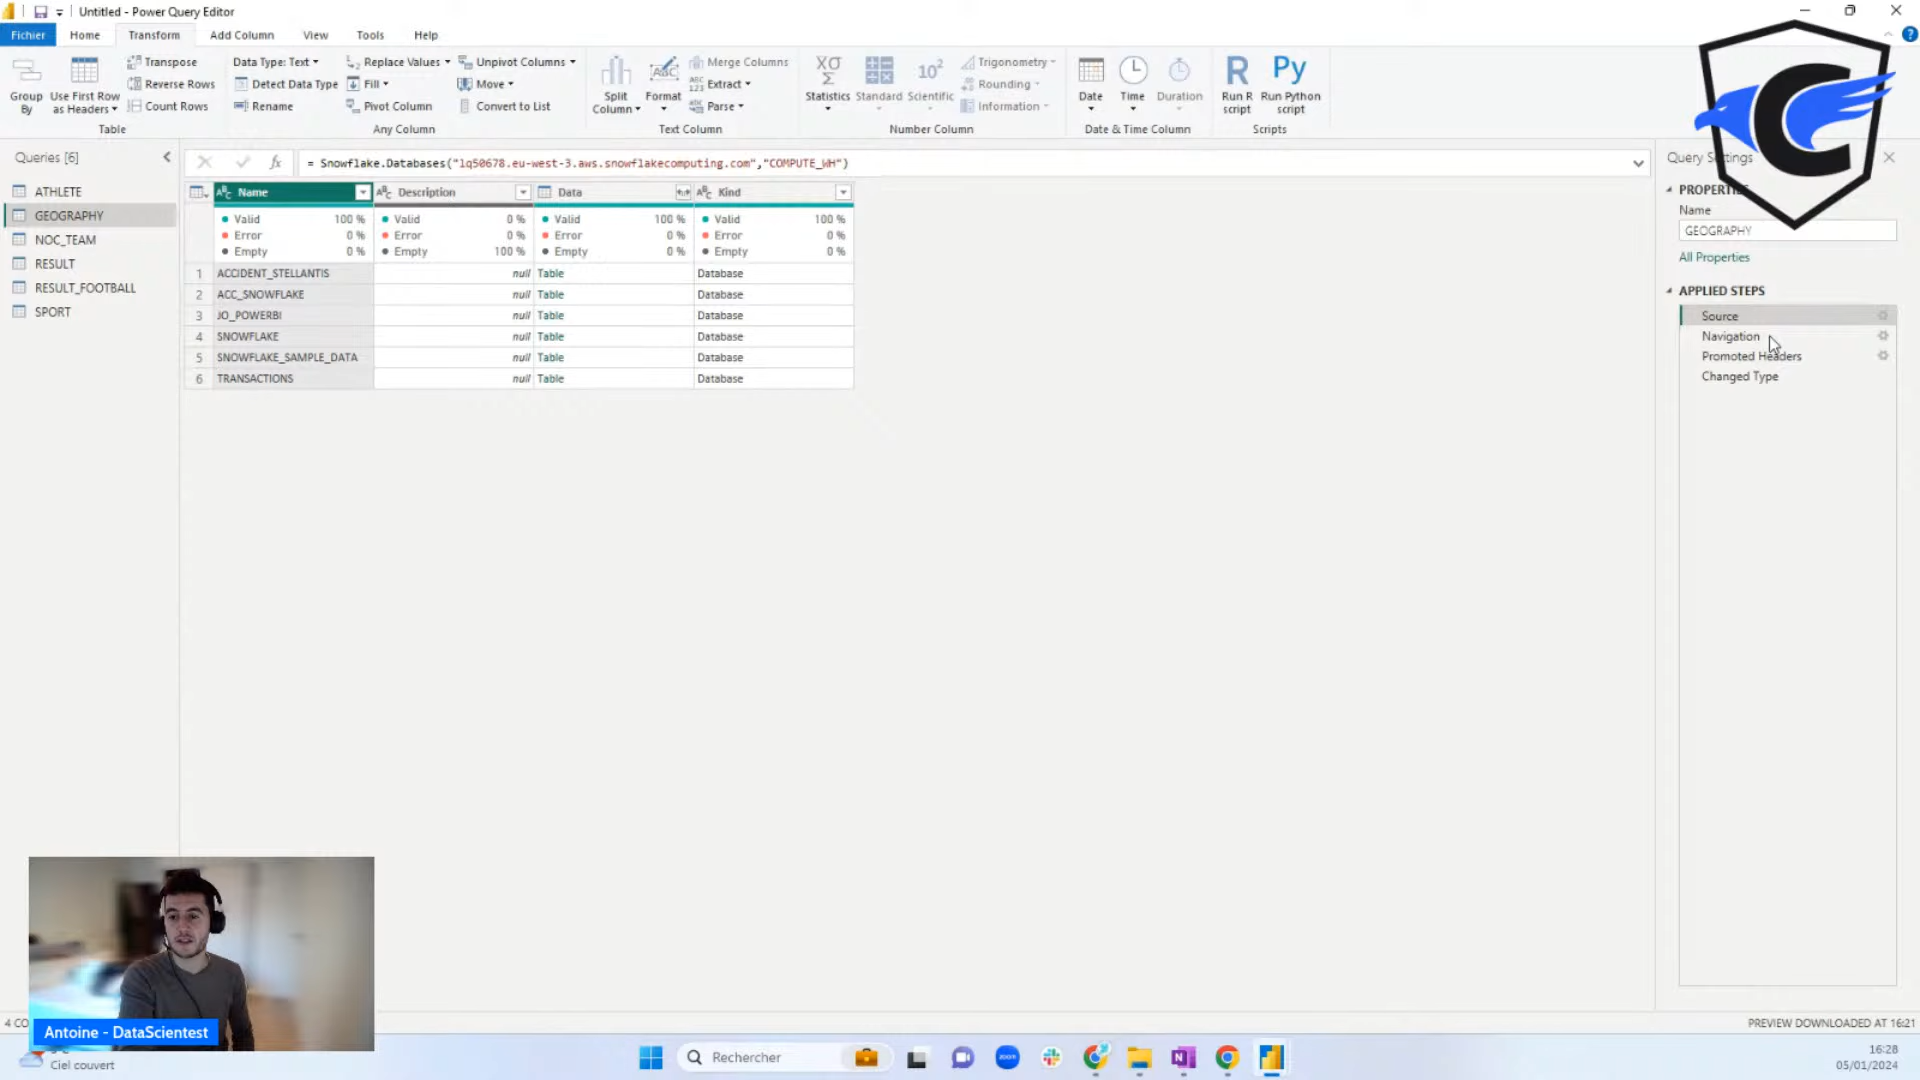 Untitled - Power Query Editor
Fichier Home Transform Add Column View Tools Help
Group By
Use First Row as Headers
Transpose
Reverse Rows
Count Rows
Table
Data Type: Text
Detect Data Type
Rename
Replace Values
Fill
Pivot Column
Unpivot Columns
Move
Convert to List
Any Column
Split Column
Format
Merge Columns
Extract
Parse
Text Column
Statistics
Standard
Scientific
Trigonometry
Rounding
Information
Number Column
Date
Time
Duration
Date & Time Column
Run R script
Run Python script
Scripts
Queries [6]
ATHLETE
GEOGRAPHY
NOC_TEAM
RESULT
RESULT_FOOTBALL
SPORT
= Snowflake.Databases("lq50678.eu-west-3.aws.snowflakecomputing.com","COMPUTE_WH")
Name Description Data Kind
Valid 100 % Valid 0 % Valid 100 % Valid 100 %
Error 0 % Error 0 % Error 0 % Error 0 %
Empty 0 % Empty 100 % Empty 0 % Empty 0 %
1 ACCIDENT_STELLANTIS null Table Database
2 ACC_SNOWFLAKE null Table Database
3 JO_POWERBI null Table Database
4 SNOWFLAKE null Table Database
5 SNOWFLAKE_SAMPLE_DATA null Table Database
6 TRANSACTIONS null Table Database
Query Settings
PROPERTIES
Name
GEOGRAPHY
All Properties
APPLIED STEPS
Source
Navigation
Promoted Headers
Changed Type
C
4 CO
PREVIEW DOWNLOADED AT 16:21
Antoine - DataScientest
Ciel couvert
Rechercher
zoom
16:28
05/01/2024